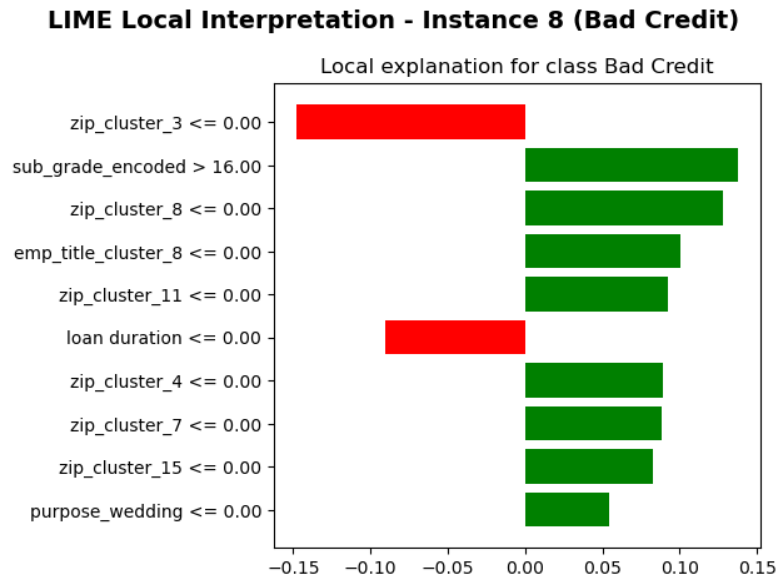 LIME Local Interpretation - Instance 8 (Bad Credit)
Local explanation for class Bad Credit
zip_cluster_3 <= 0.00
sub_grade_encoded > 16.00
zip_cluster_8 <= 0.00
emp_title_cluster_8 <= 0.00
zip_cluster_11 <= 0.00
loan duration <= 0.00
zip_cluster_4 <= 0.00
zip_cluster_7 <= 0.00
zip_cluster_15 <= 0.00
purpose_wedding <= 0.00
−0.15 −0.10 −0.05 0.00 0.05 0.10 0.15